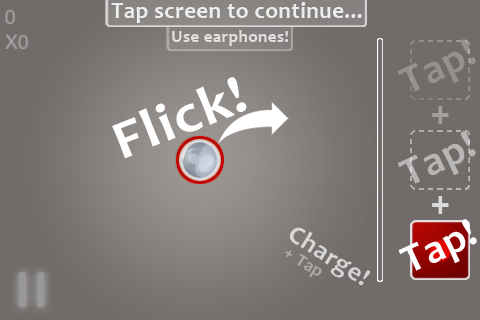 0
X0
Tap screen to continue...
Use earphones!
Flick!
Tap!
+
Tap!
+
Tap!
Charge!
+ Tap